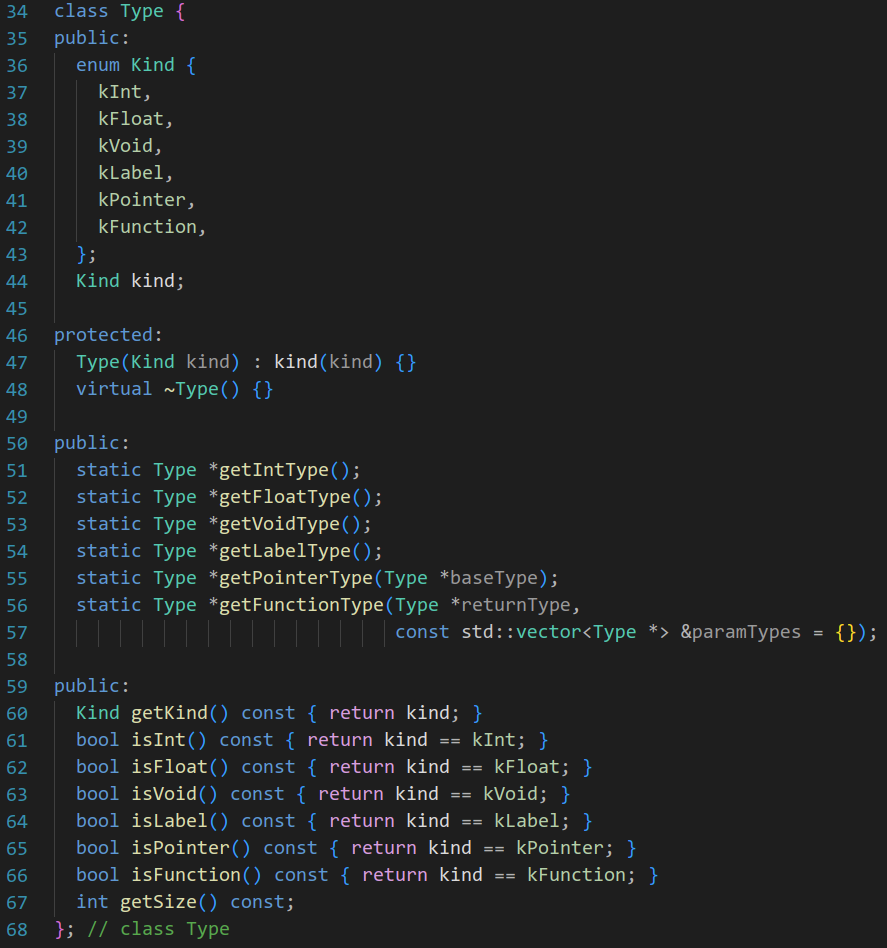 34 class Type {
35 public:
36   enum Kind {
37     kInt,
38     kFloat,
39     kVoid,
40     kLabel,
41     kPointer,
42     kFunction,
43   };
44   Kind kind;
45
46 protected:
47   Type(Kind kind) : kind(kind) {}
48   virtual ~Type() {}
49
50 public:
51   static Type *getIntType();
52   static Type *getFloatType();
53   static Type *getVoidType();
54   static Type *getLabelType();
55   static Type *getPointerType(Type *baseType);
56   static Type *getFunctionType(Type *returnType,
57                                const std::vector<Type *> &paramTypes = {});
58
59 public:
60   Kind getKind() const { return kind; }
61   bool isInt() const { return kind == kInt; }
62   bool isFloat() const { return kind == kFloat; }
63   bool isVoid() const { return kind == kVoid; }
64   bool isLabel() const { return kind == kLabel; }
65   bool isPointer() const { return kind == kPointer; }
66   bool isFunction() const { return kind == kFunction; }
67   int getSize() const;
68 }; // class Type